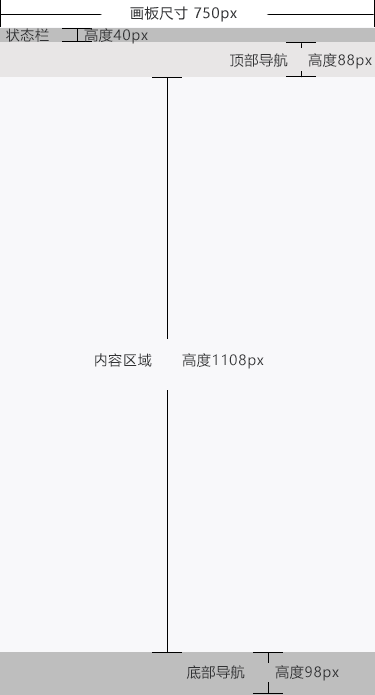 画板尺寸 750px
状态栏 高度40px
顶部导航 高度88px
内容区域 高度1108px
底部导航 高度98px